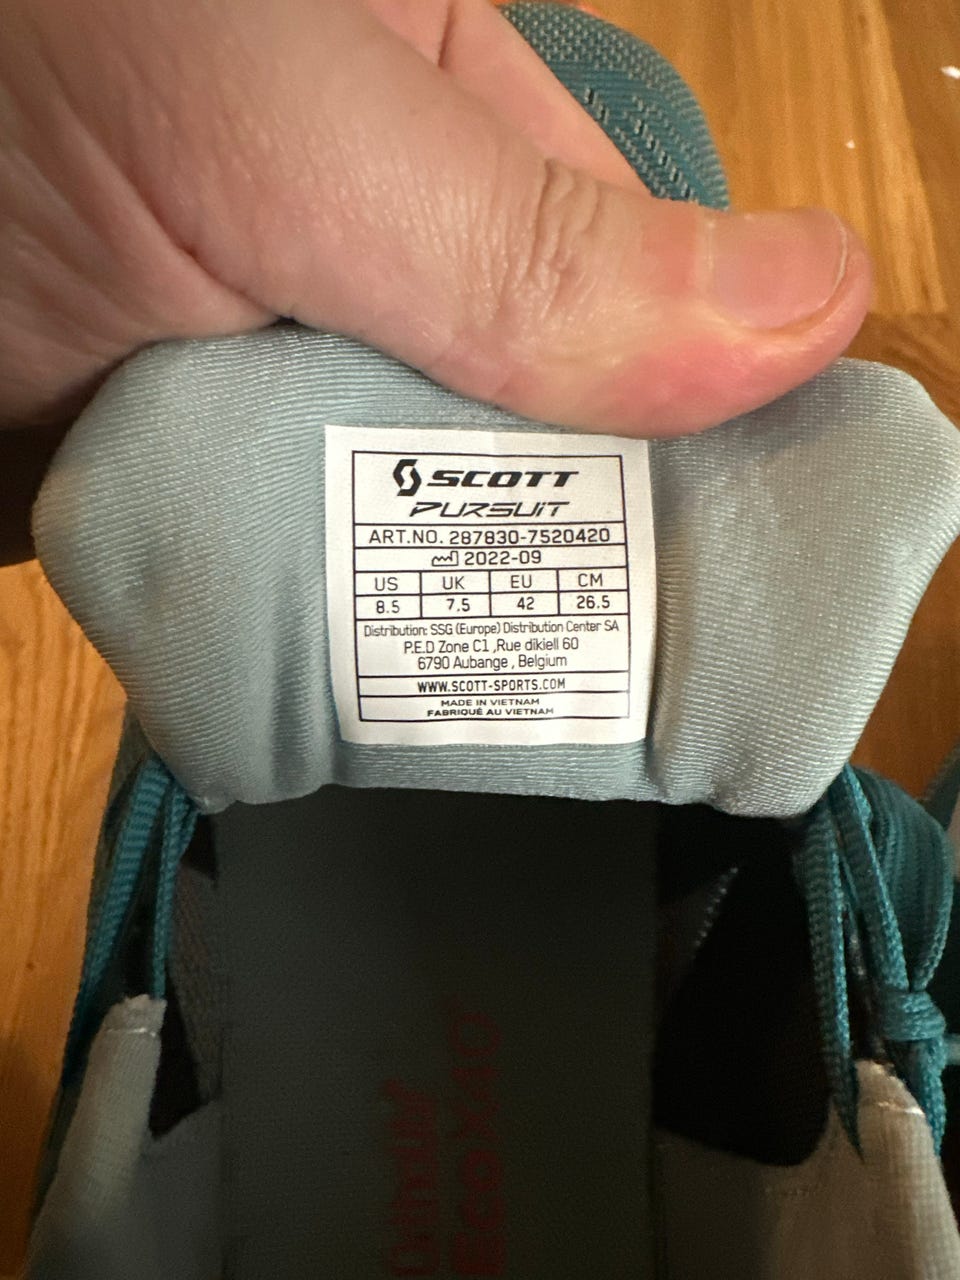 SCOTT
PURSUIT
ART.NO. 287830-7520420
2022-09
US UK EU CM
8.5 7.5 42 26.5
Distribution: SSG (Europe) Distribution Center SA
P.E.D Zone C1 ,Rue dikiell 60
6790 Aubange , Belgium
WWW.SCOTT-SPORTS.COM
MADE IN VIETNAM
FABRIQUÉ AU VIETNAM
ECO X40